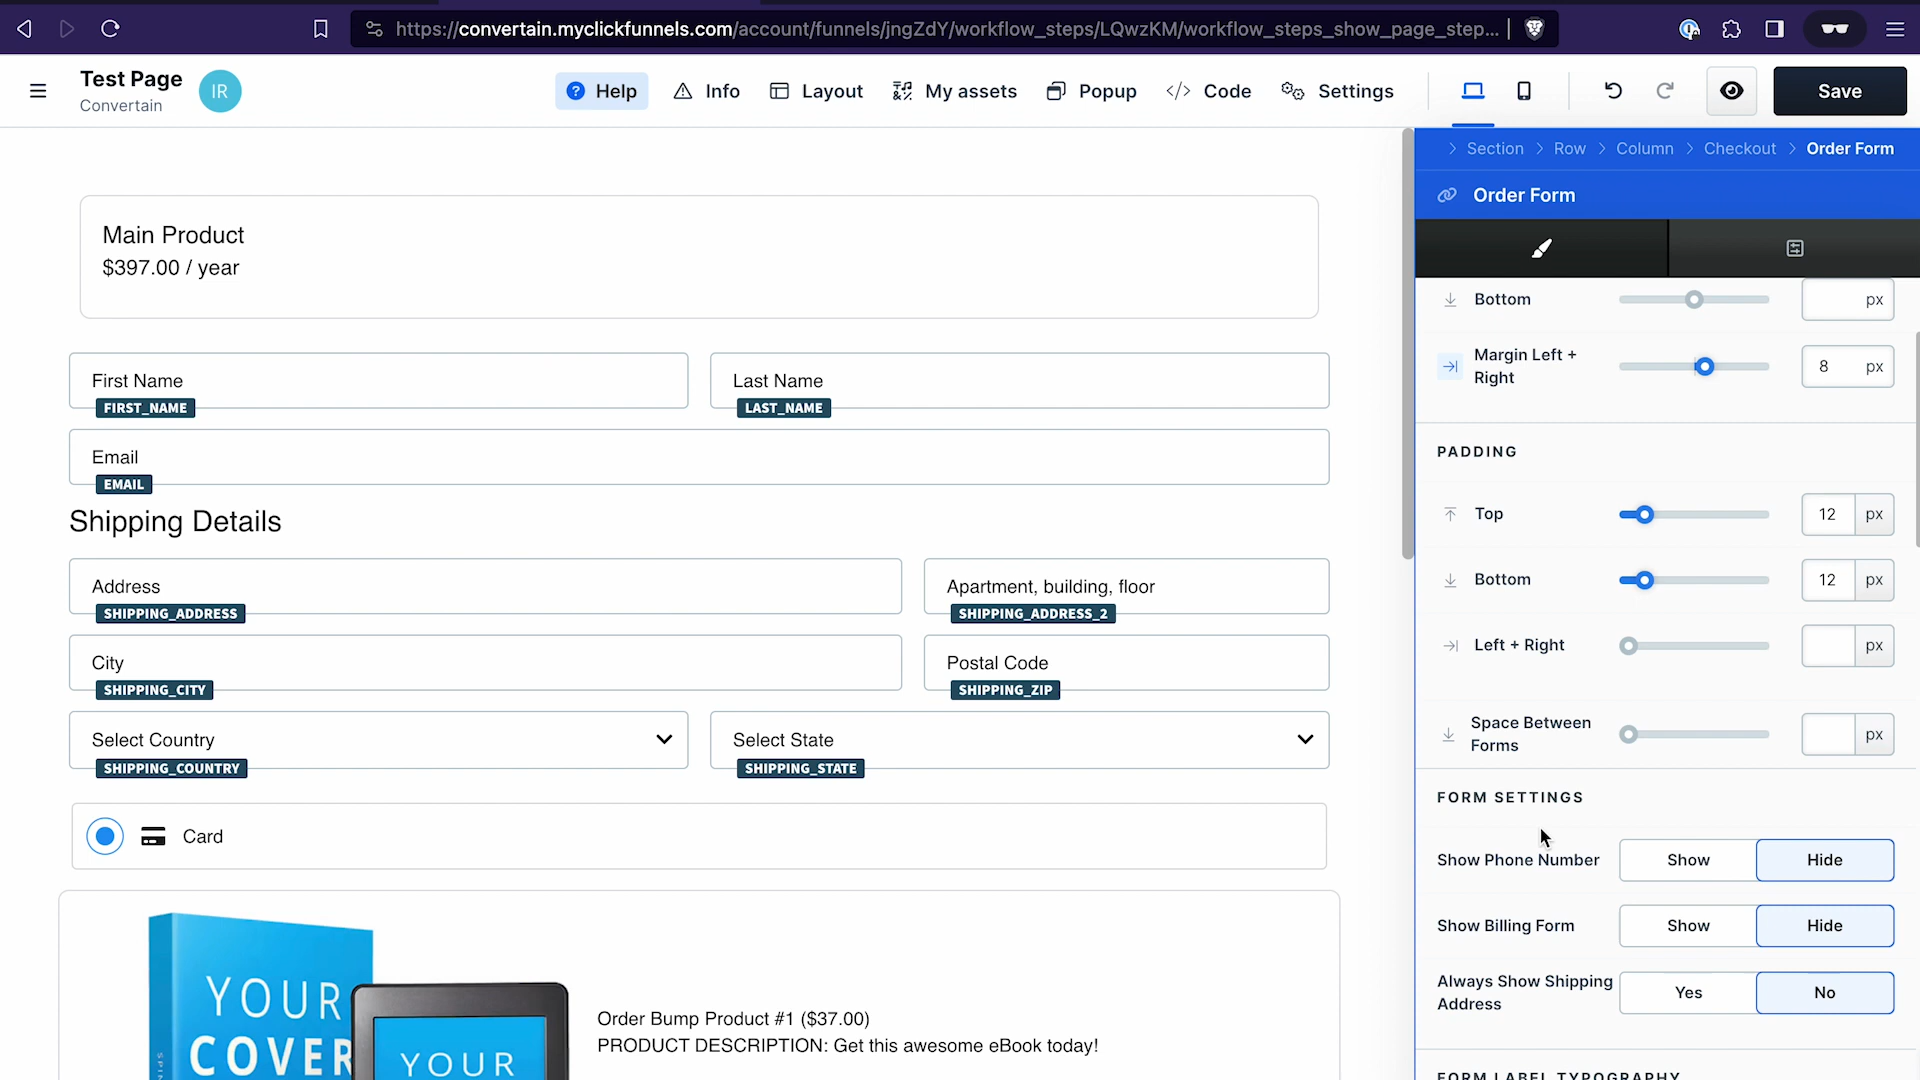 https://convertain.myclickfunnels.com/account/funnels/jngZdY/workflow_steps/LQwzKM/workflow_steps_show_page_step...
Test Page
Convertain
IR
Help
Info
Layout
My assets
Popup
Code
Settings
Save
Section
Row
Column
Checkout
Order Form
Order Form
Main Product
$397.00 / year
First Name
FIRST_NAME
Last Name
LAST_NAME
Email
EMAIL
Shipping Details
Address
SHIPPING_ADDRESS
Apartment, building, floor
SHIPPING_ADDRESS_2
City
SHIPPING_CITY
Postal Code
SHIPPING_ZIP
Select Country
SHIPPING_COUNTRY
Select State
SHIPPING_STATE
Card
YOUR
COVER
YOUR
Order Bump Product #1 ($37.00)
PRODUCT DESCRIPTION: Get this awesome eBook today!
Bottom
px
Margin Left +
Right
8 px
PADDING
Top
12 px
Bottom
12 px
Left + Right
px
Space Between
Forms
px
FORM SETTINGS
Show Phone Number
Show
Hide
Show Billing Form
Show
Hide
Always Show Shipping
Address
Yes
No
FORM LABEL TYPOGRAPHY